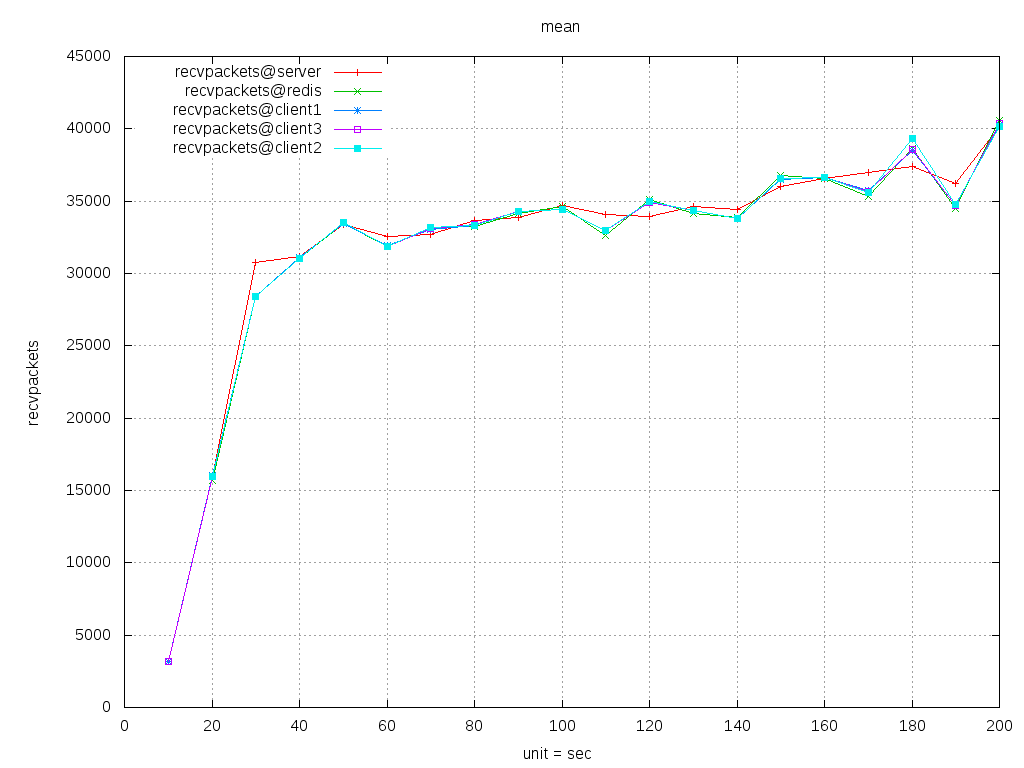 mean
45000
40000
35000
30000
25000
20000
15000
10000
5000
0
recvpackets@server
recvpackets@redis
recvpackets@client1
recvpackets@client3
recvpackets@client2
recvpackets
0 20 40 60 80 100 120 140 160 180 200
unit = sec